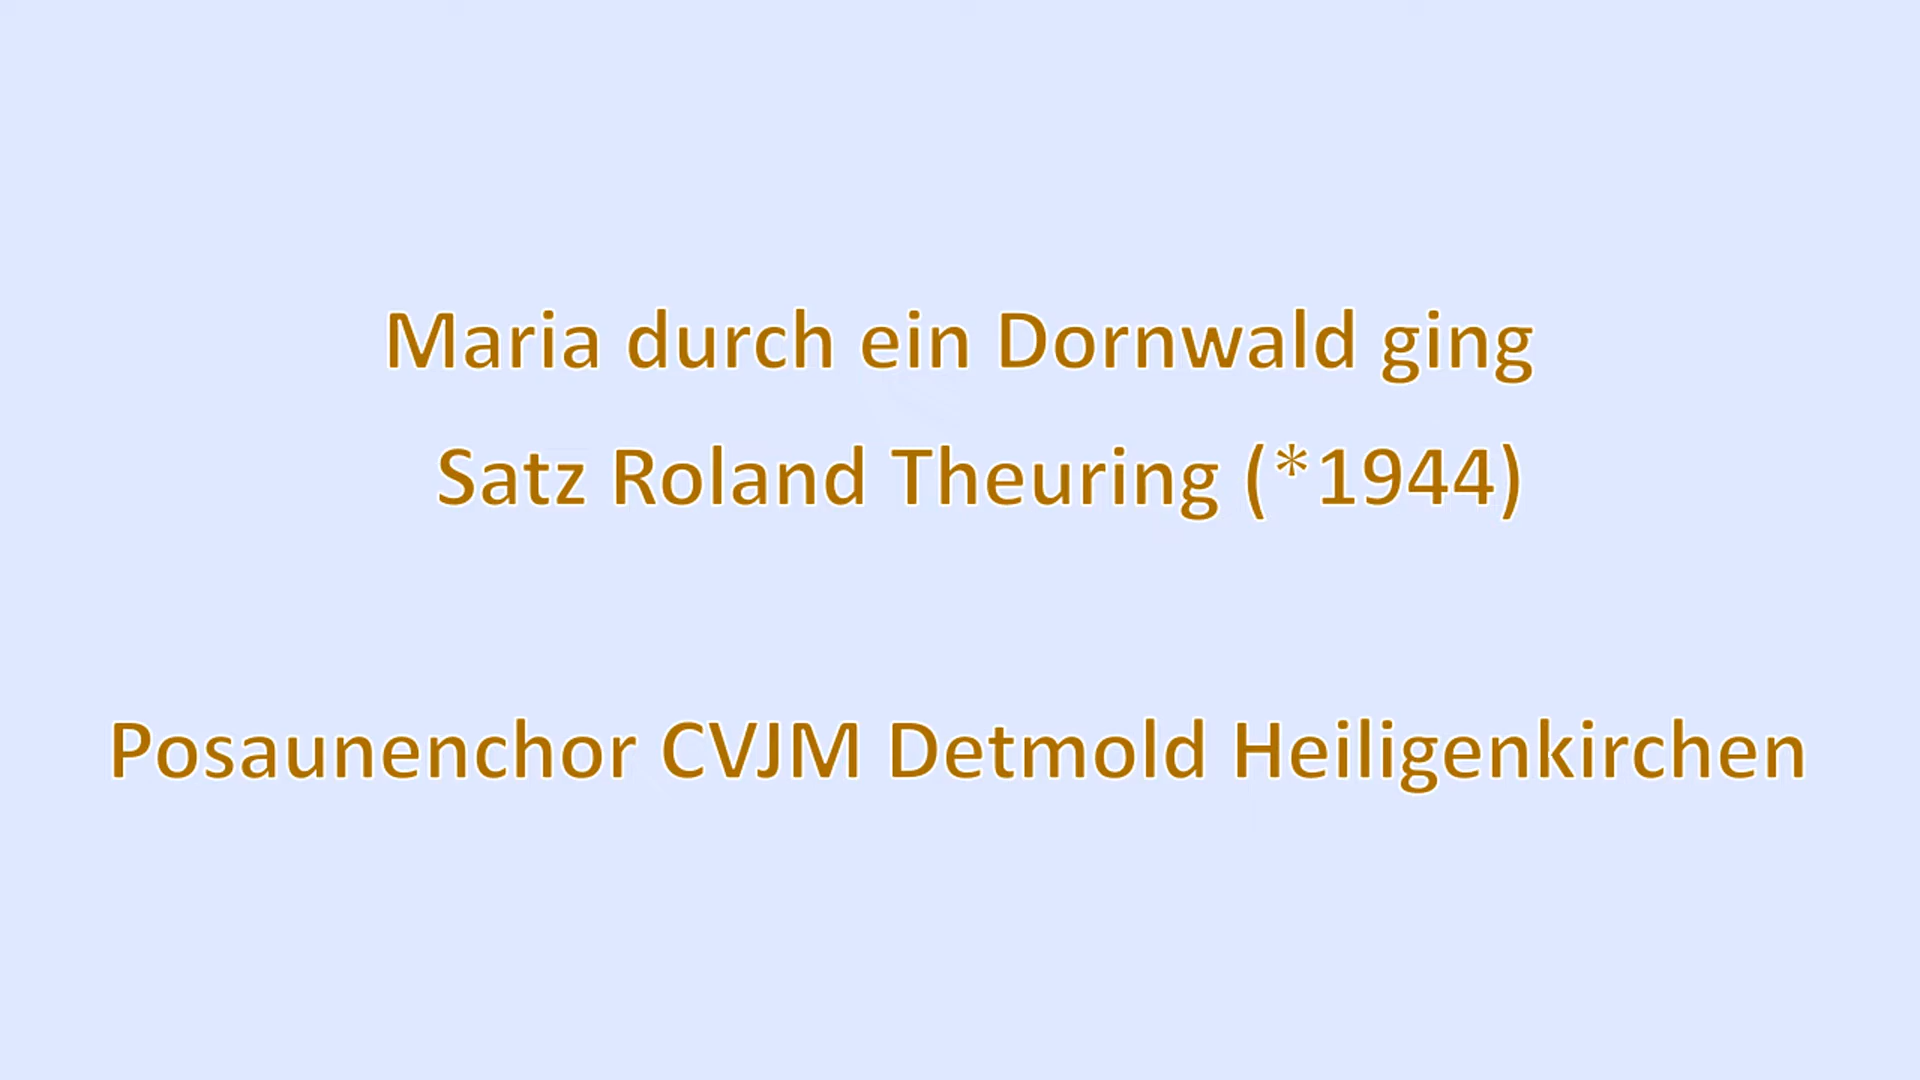 Maria durch ein Dornwald ging
Satz Roland Theuring (*1944)
Posaunenchor CVJM Detmold Heiligenkirchen